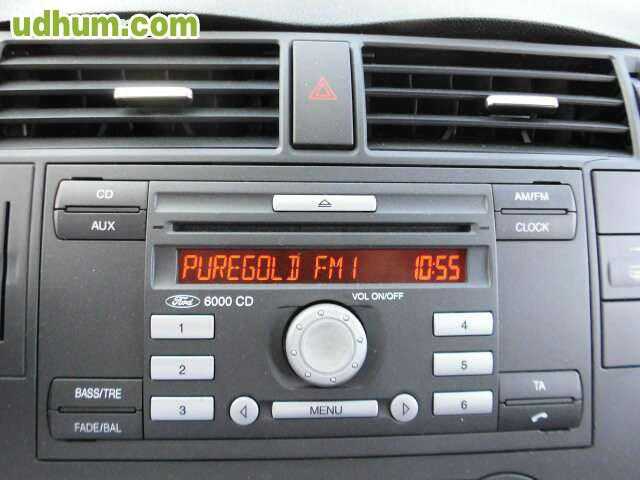 udhum.com
CD
AUX
AM/FM
CLOCK
PUREGOLD FM1 10:55
Ford 6000 CD
VOL ON/OFF
1
2
3
4
5
6
BASS/TRE
FADE/BAL
MENU
TA